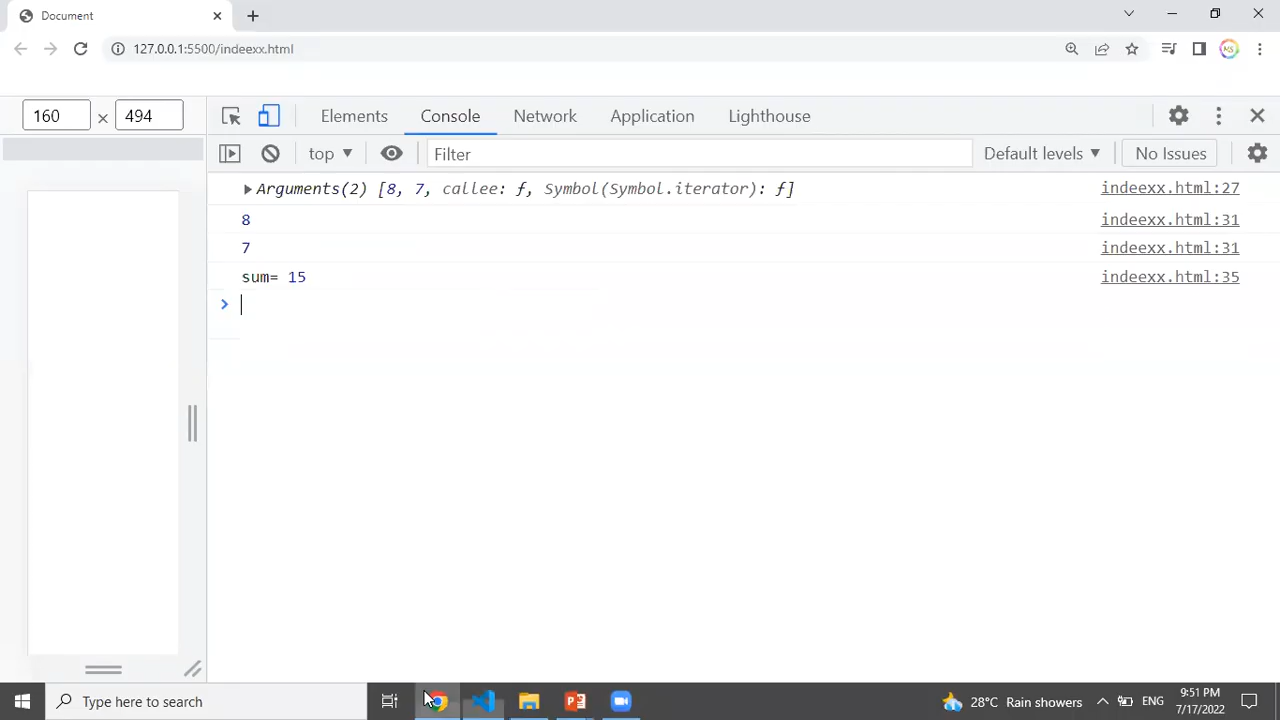 Document
127.0.0.1:5500/indeexx.html
MS
160 × 494
Elements Console Network Application Lighthouse
top Filter Default levels No Issues
Arguments(2) [8, 7, callee: ƒ, Symbol(Symbol.iterator): ƒ] indeexx.html:27
8 indeexx.html:31
7 indeexx.html:31
sum= 15 indeexx.html:35
Type here to search 28°C Rain showers ENG 9:51 PM
7/17/2022